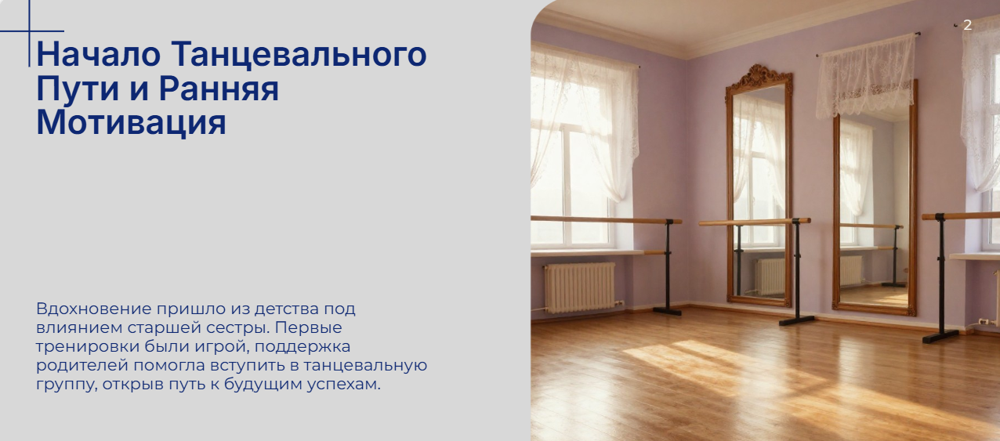 Начало Танцевального
Пути и Ранняя
Мотивация
2
Вдохновение пришло из детства под
влиянием старшей сестры. Первые
тренировки были игрой, поддержка
родителей помогла вступить в танцевальную
группу, открыв путь к будущим успехам.